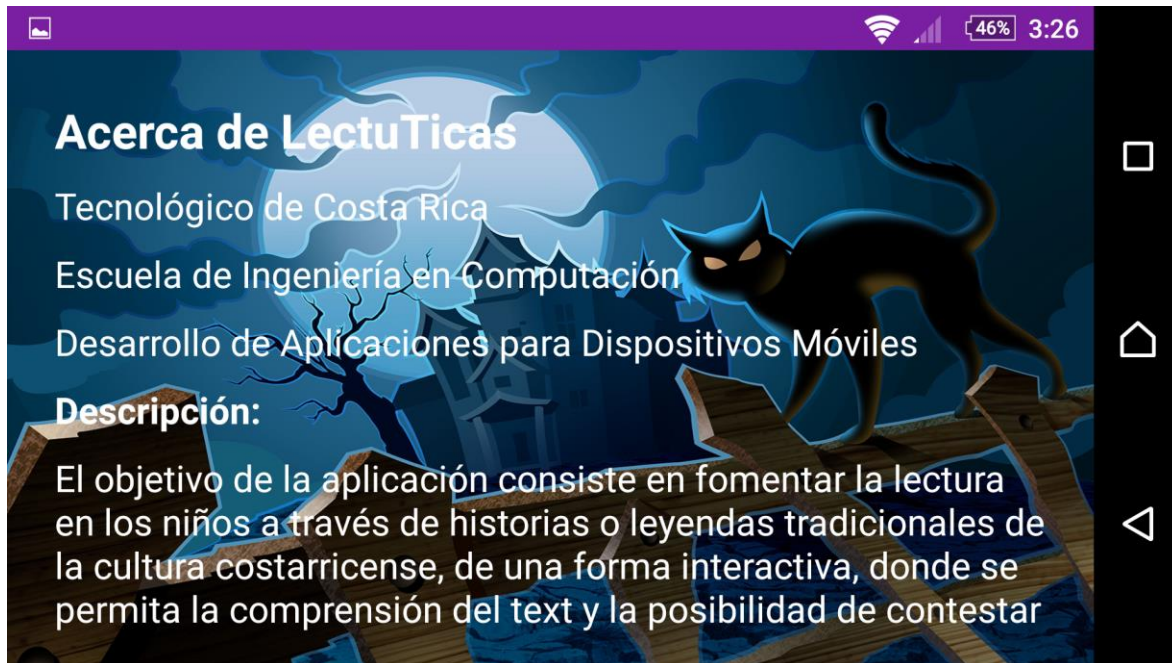 46% 3:26
Acerca de LectuTicas
Tecnológico de Costa Rica
Escuela de Ingeniería en Computación
Desarrollo de Aplicaciones para Dispositivos Móviles
Descripción:
El objetivo de la aplicación consiste en fomentar la lectura
en los niños a través de historias o leyendas tradicionales de
la cultura costarricense, de una forma interactiva, donde se
permita la comprensión del text y la posibilidad de contestar